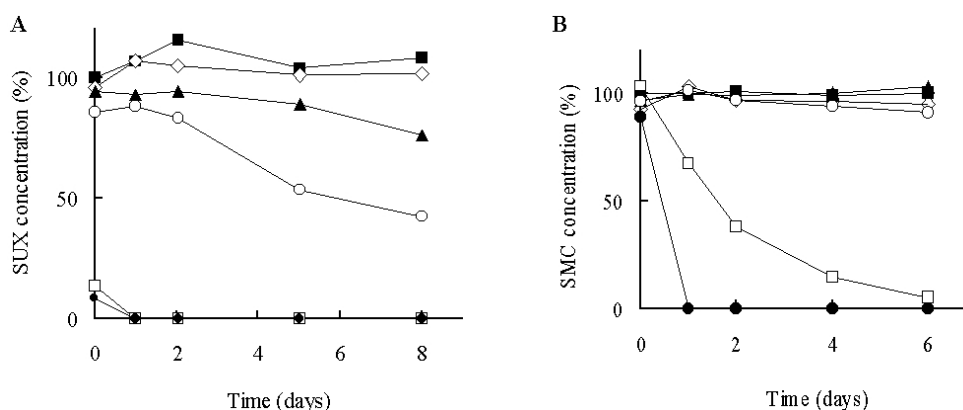 A
SUX concentration (%)
100
50
0
0 2 4 6 8
Time (days)
B
SMC concentration (%)
100
50
0
0 2 4 6
Time (days)